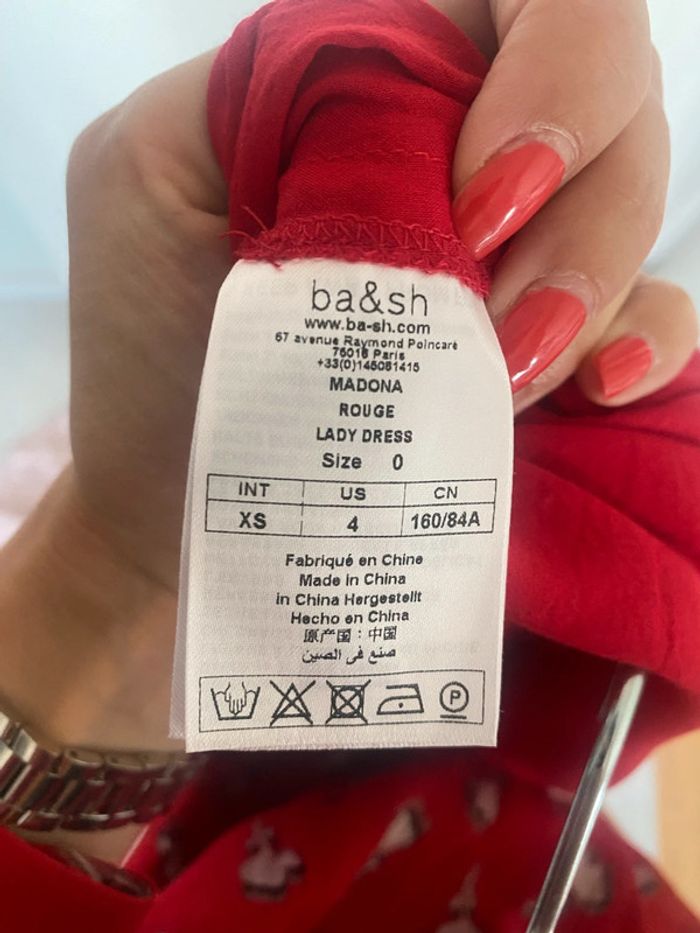 ba&sh
www.ba-sh.com
67 avenue Raymond Poincaré
75016 Paris
+33(0)145081415
MADONA
ROUGE
LADY DRESS
Size 0
INT US CN
XS 4 160/84A
Fabriqué en Chine
Made in China
in China Hergestellt
Hecho en China
原产国：中国
صنع في الصين
P